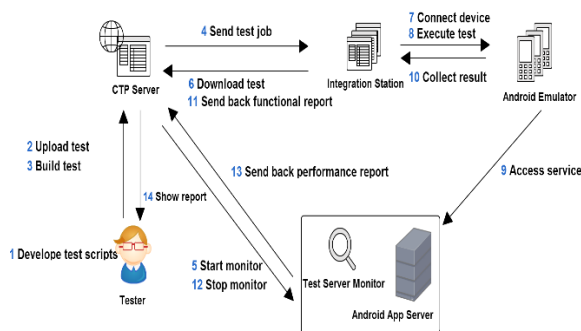 7 Connect device
4 Send test job
8 Execute test
CTP Server
6 Download test
Integration Station
10 Collect result
Android Emulator
11 Send back functional report
2 Upload test
3 Build test
13 Send back performance report
9 Access service
14 Show report
1 Develope test scripts
5 Start monitor
Test Server Monitor
12 Stop monitor
Tester
Android App Server